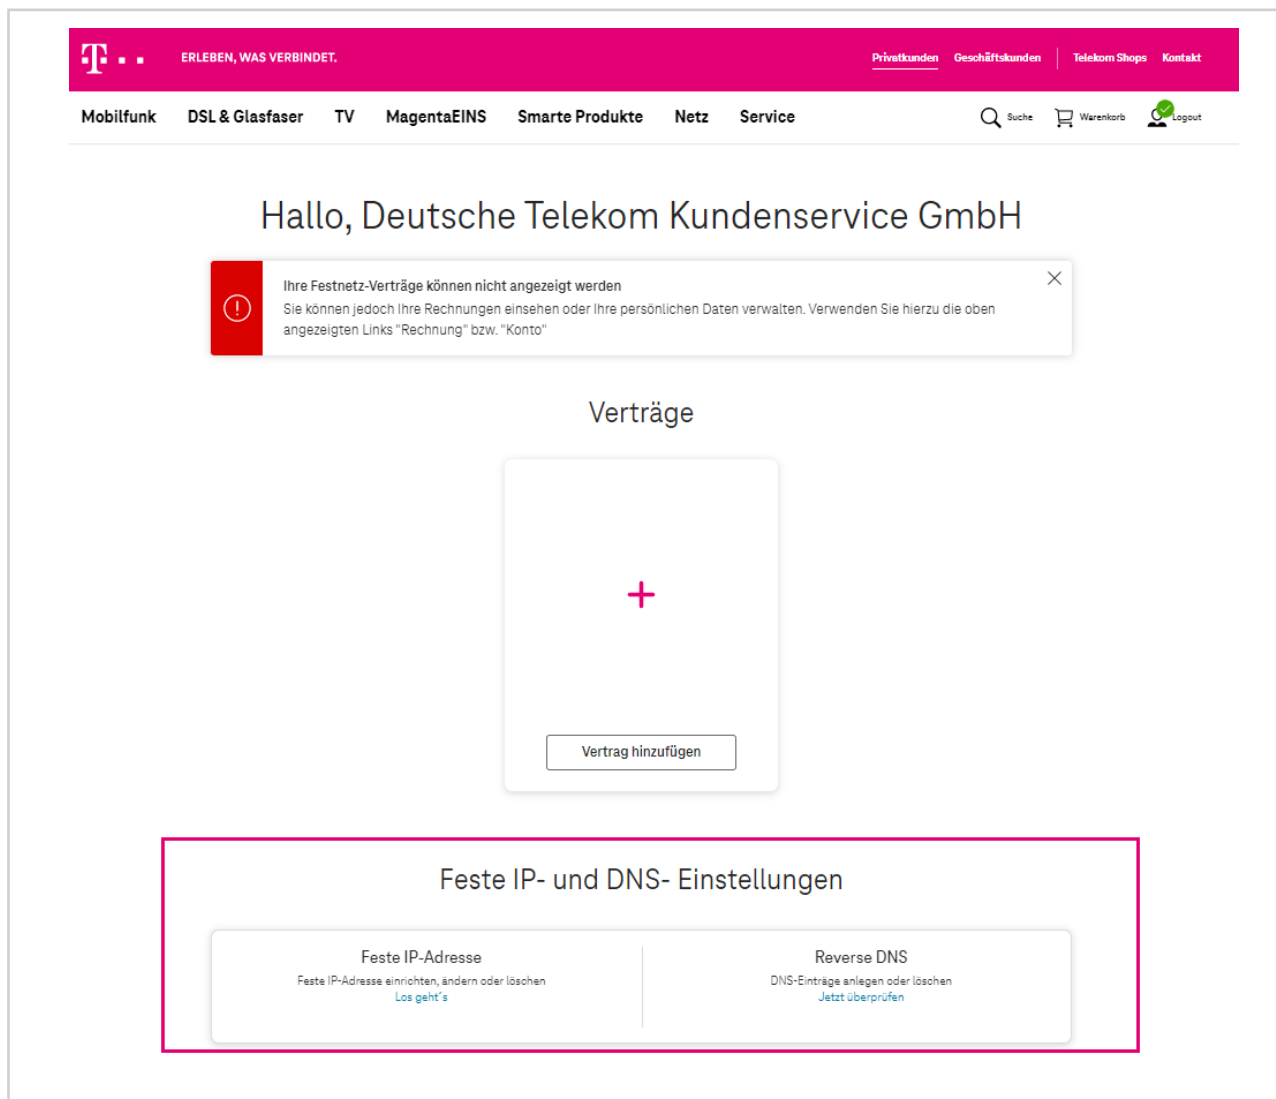 T
ERLEBEN, WAS VERBINDET.
Privatkunden Geschäftskunden Telekom Shops Kontakt
Mobilfunk DSL & Glasfaser TV MagentaEINS Smarte Produkte Netz Service Suche Warenkorb Logout
Hallo, Deutsche Telekom Kundenservice GmbH
Ihre Festnetz-Verträge können nicht angezeigt werden
Sie können jedoch Ihre Rechnungen einsehen oder Ihre persönlichen Daten verwalten. Verwenden Sie hierzu die oben
angezeigten Links "Rechnung" bzw. "Konto"
Verträge
Vertrag hinzufügen
Feste IP- und DNS- Einstellungen
Feste IP-Adresse
Feste IP-Adresse einrichten, ändern oder löschen
Los geht´s
Reverse DNS
DNS-Einträge anlegen oder löschen
Jetzt überprüfen